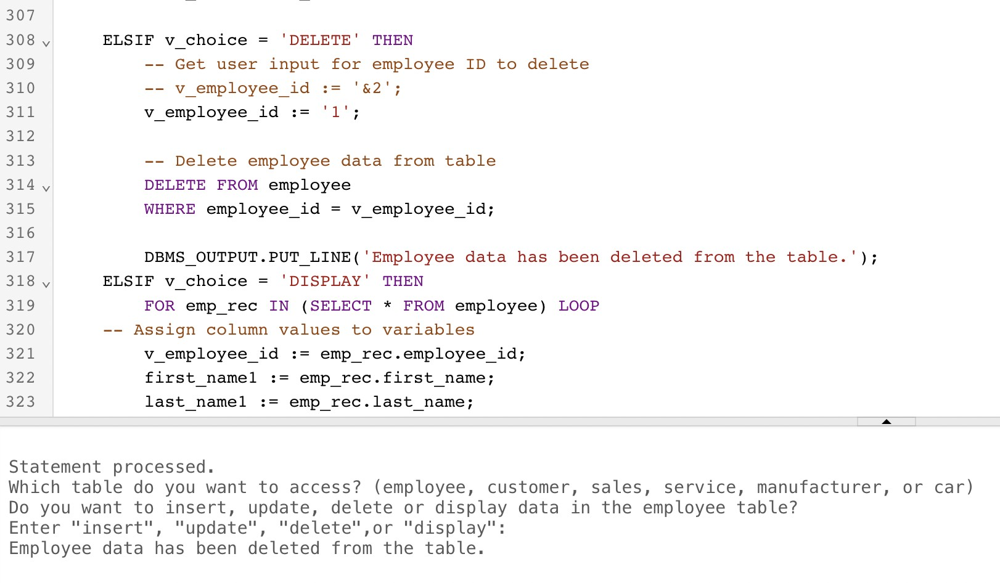 307
308 ELSIF v_choice = 'DELETE' THEN
309 -- Get user input for employee ID to delete
310 -- v_employee_id := '&2';
311 v_employee_id := '1';
312
313 -- Delete employee data from table
314 DELETE FROM employee
315 WHERE employee_id = v_employee_id;
316
317 DBMS_OUTPUT.PUT_LINE('Employee data has been deleted from the table.');
318 ELSIF v_choice = 'DISPLAY' THEN
319 FOR emp_rec IN (SELECT * FROM employee) LOOP
320 -- Assign column values to variables
321 v_employee_id := emp_rec.employee_id;
322 first_name1 := emp_rec.first_name;
323 last_name1 := emp_rec.last_name;
Statement processed.
Which table do you want to access? (employee, customer, sales, service, manufacturer, or car)
Do you want to insert, update, delete or display data in the employee table?
Enter "insert", "update", "delete",or "display":
Employee data has been deleted from the table.